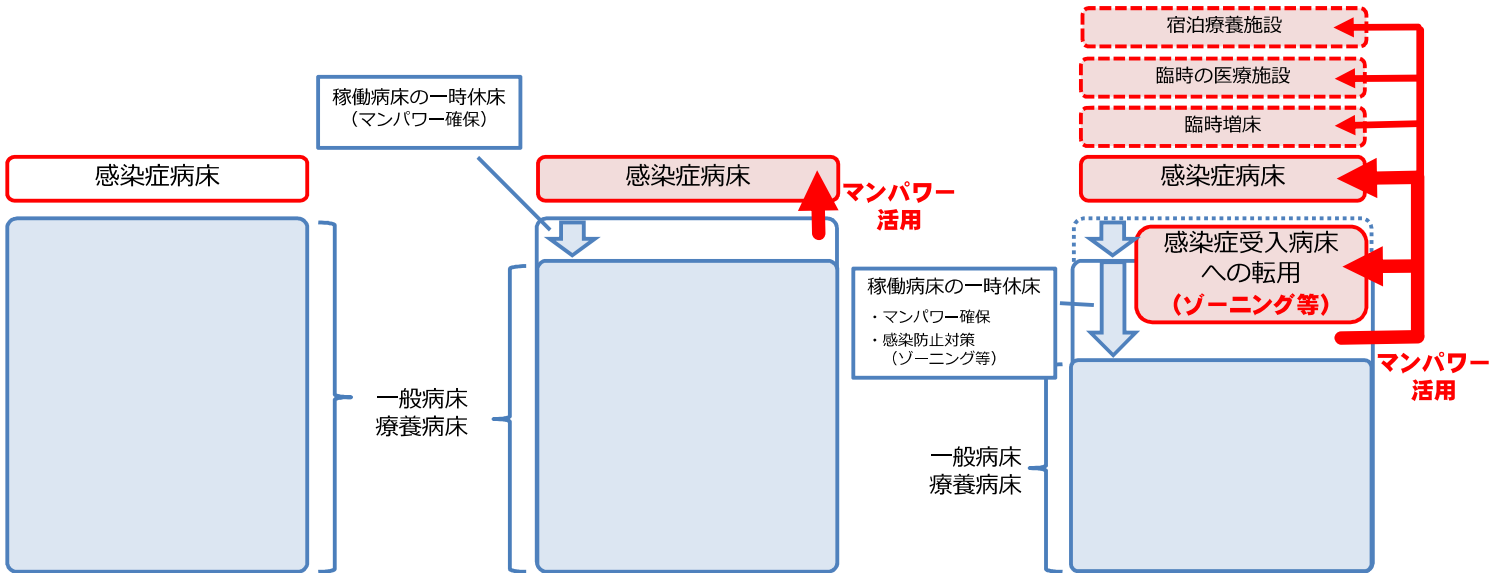 感染症病床
一般病床
療養病床
稼働病床の一時休床
（マンパワー確保）
感染症病床
マンパワー
活用
宿泊療養施設
臨時の医療施設
臨時増床
感染症病床
感染症受入病床
への転用
（ゾーニング等）
稼働病床の一時休床
・マンパワー確保
・感染防止対策
（ゾーニング等）
マンパワー
活用
一般病床
療養病床